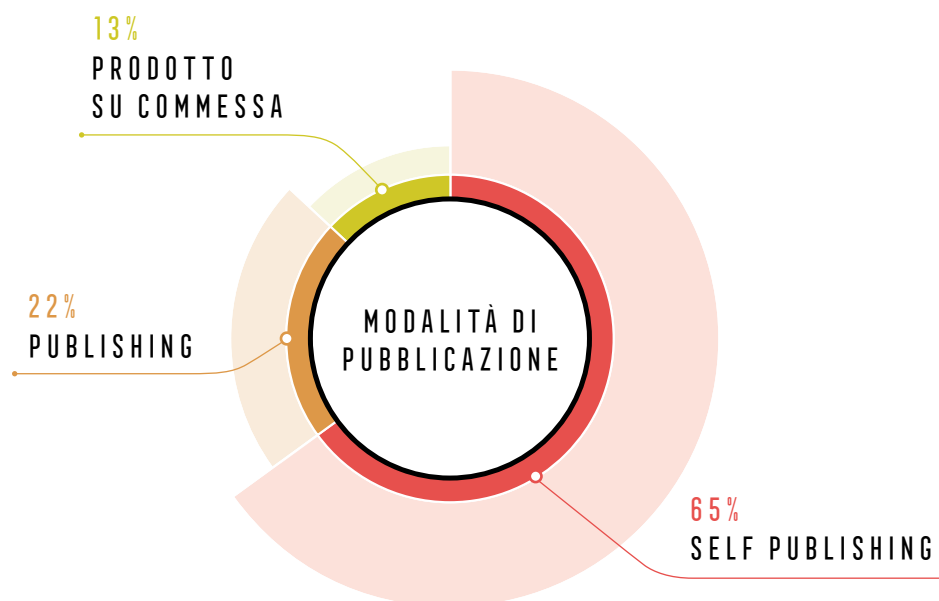 13%
PRODOTTO
SU COMMESSA
22%
PUBLISHING
MODALITÀ DI
PUBBLICAZIONE
65%
SELF PUBLISHING